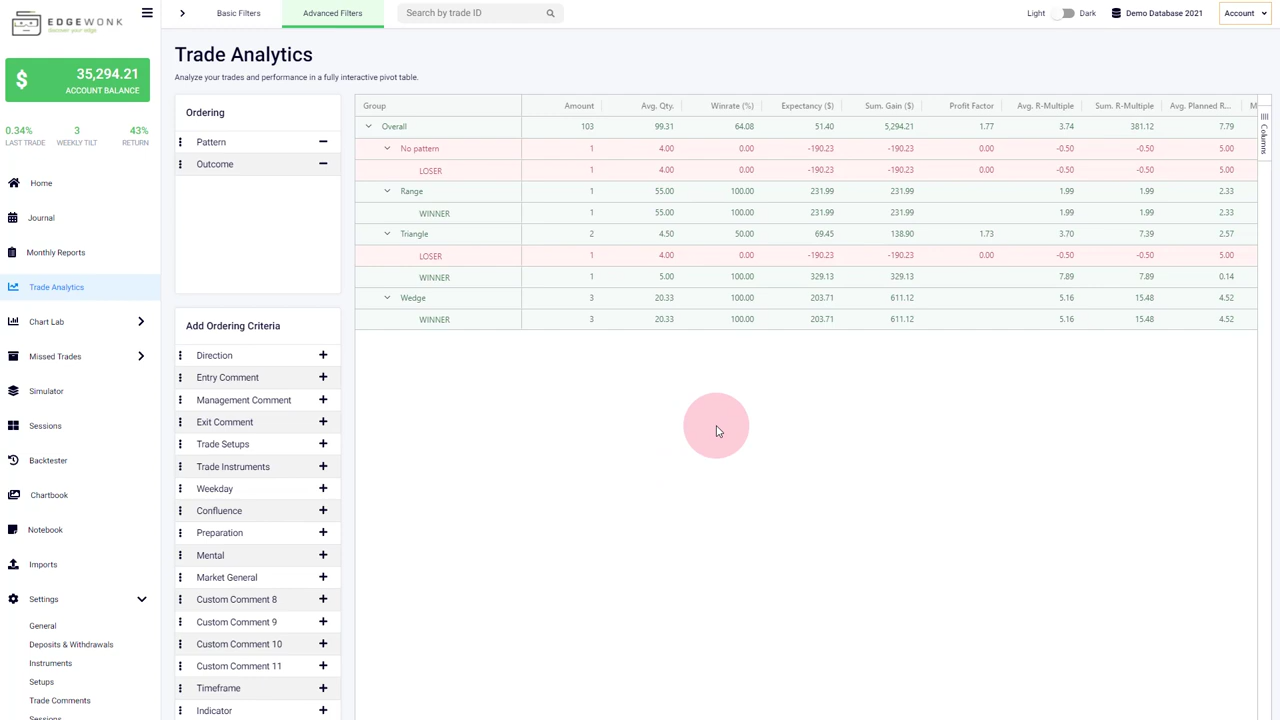 EDGEWONK
discover your edge
Basic Filters
Advanced Filters
Search by trade ID
Light
Dark
Demo Database 2021
Account
$
35,294.21
ACCOUNT BALANCE
0.34% 3 43%
LAST TRADE WEEKLY TILT RETURN
Home
Journal
Monthly Reports
Trade Analytics
Chart Lab
Missed Trades
Simulator
Sessions
Backtester
Chartbook
Notebook
Imports
Settings
General
Deposits & Withdrawals
Instruments
Setups
Trade Comments
Sessions
Trade Analytics
Analyze your trades and performance in a fully interactive pivot table.
Ordering
Pattern
Outcome
Add Ordering Criteria
Direction
Entry Comment
Management Comment
Exit Comment
Trade Setups
Trade Instruments
Weekday
Confluence
Preparation
Mental
Market General
Custom Comment 8
Custom Comment 9
Custom Comment 10
Custom Comment 11
Timeframe
Indicator
Group Amount Avg. Qty. Winrate (%) Expectancy ($) Sum. Gain ($) Profit Factor Avg. R-Multiple Sum. R-Multiple Avg. Planned R... M
Overall 103 99.31 64.08 51.40 5,294.21 1.77 3.74 381.12 7.79
No pattern 1 4.00 0.00 -190.23 -190.23 0.00 -0.50 -0.50 5.00
LOSER 1 4.00 0.00 -190.23 -190.23 0.00 -0.50 -0.50 5.00
Range 1 55.00 100.00 231.99 231.99 1.99 1.99 2.33
WINNER 1 55.00 100.00 231.99 231.99 1.99 1.99 2.33
Triangle 2 4.50 50.00 69.45 138.90 1.73 3.70 7.39 2.57
LOSER 1 4.00 0.00 -190.23 -190.23 0.00 -0.50 -0.50 5.00
WINNER 1 5.00 100.00 329.13 329.13 7.89 7.89 0.14
Wedge 3 20.33 100.00 203.71 611.12 5.16 15.48 4.52
WINNER 3 20.33 100.00 203.71 611.12 5.16 15.48 4.52
Columns